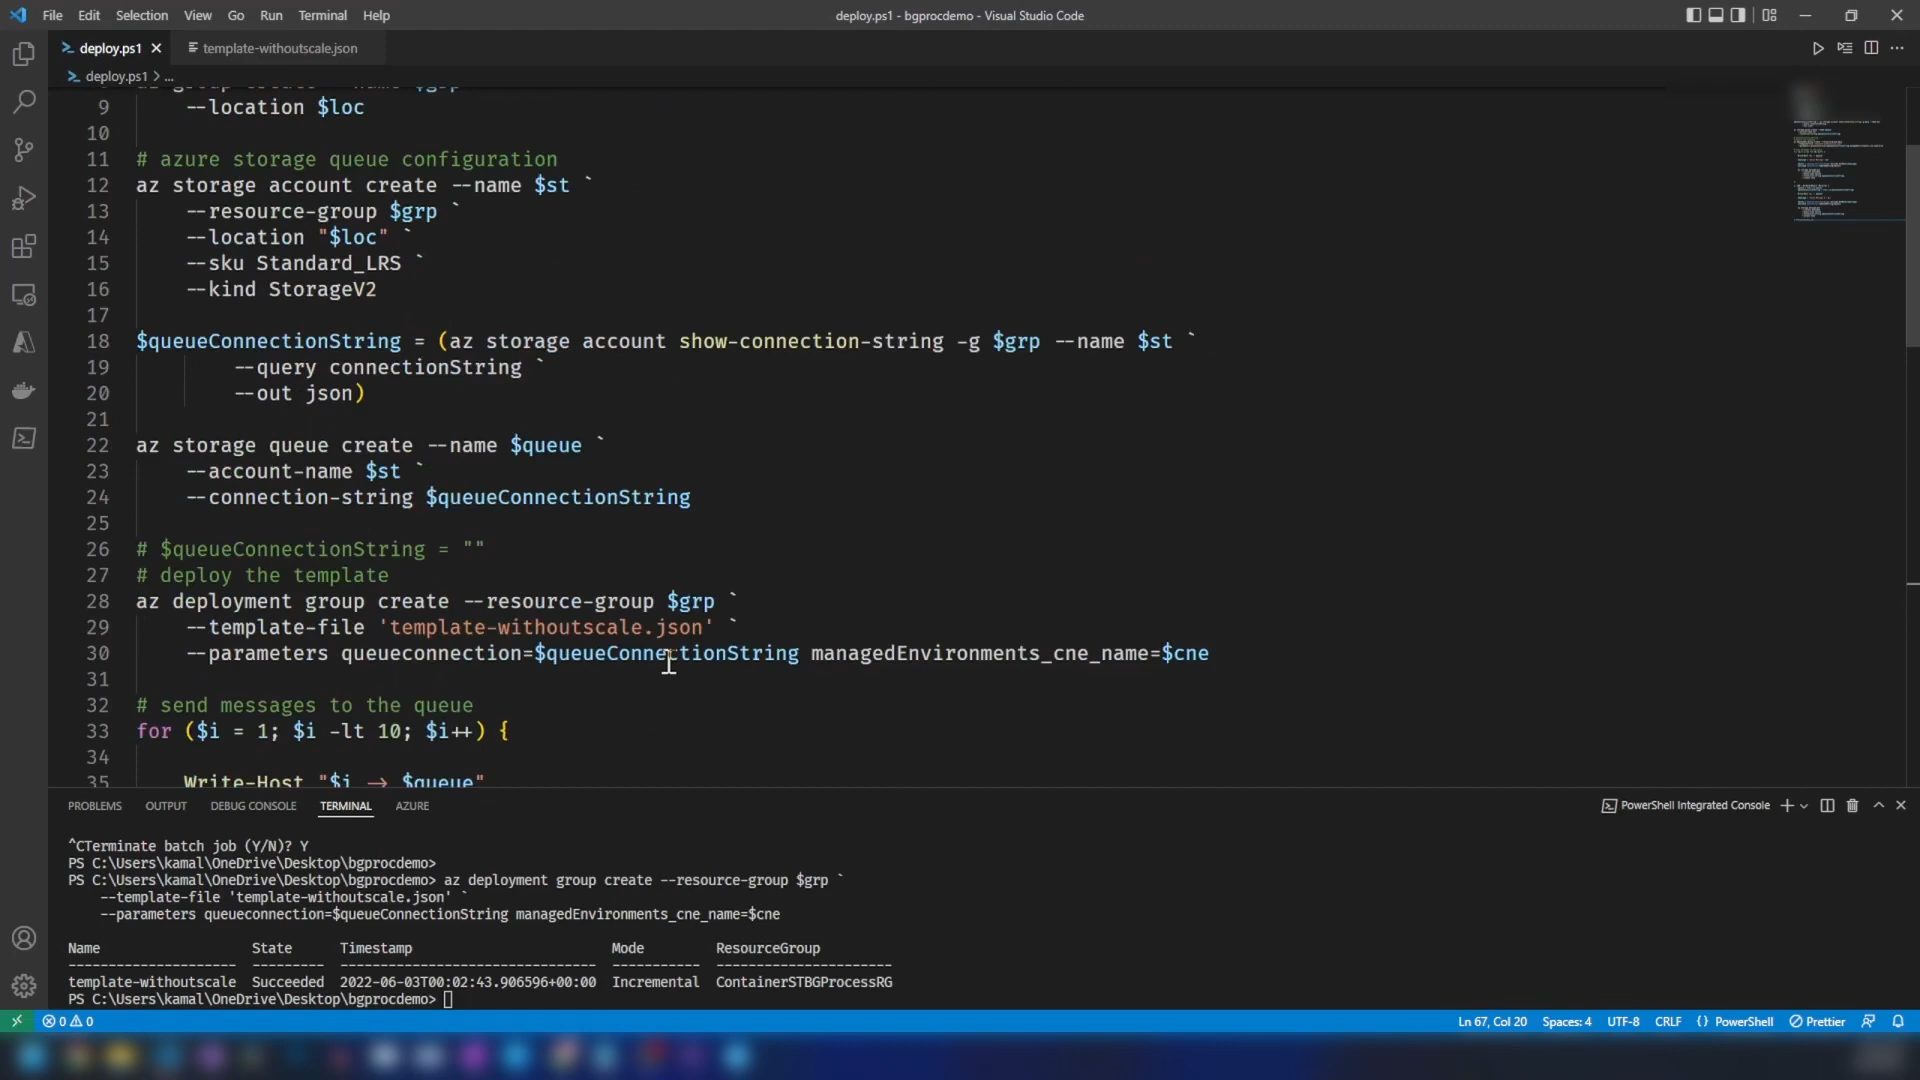 File Edit Selection View Go Run Terminal Help
deploy.ps1 - bgprocdemo - Visual Studio Code
deploy.ps1
template-withoutscale.json
deploy.ps1 > ...
9 --location $loc
10
11 # azure storage queue configuration
12 az storage account create --name $st `
13 --resource-group $grp `
14 --location "$loc" `
15 --sku Standard_LRS `
16 --kind StorageV2
17
18 $queueConnectionString = (az storage account show-connection-string -g $grp --name $st `
19 --query connectionString `
20 --out json)
21
22 az storage queue create --name $queue `
23 --account-name $st `
24 --connection-string $queueConnectionString
25
26 # $queueConnectionString = ""
27 # deploy the template
28 az deployment group create --resource-group $grp `
29 --template-file 'template-withoutscale.json' `
30 --parameters queueconnection=$queueConnectionString managedEnvironments_cne_name=$cne
31
32 # send messages to the queue
33 for ($i = 1; $i -lt 10; $i++) {
34
35 Write-Host "$i -> $queue"
PROBLEMS OUTPUT DEBUG CONSOLE TERMINAL AZURE
PowerShell Integrated Console
^CTerminate batch job (Y/N)? Y
PS C:\Users\kamal\OneDrive\Desktop\bgprocdemo>
PS C:\Users\kamal\OneDrive\Desktop\bgprocdemo> az deployment group create --resource-group $grp `
--template-file 'template-withoutscale.json' `
--parameters queueconnection=$queueConnectionString managedEnvironments_cne_name=$cne
Name State Timestamp Mode ResourceGroup
--------------------- --------- -------------------------------- ----------- ----------------------
template-withoutscale Succeeded 2022-06-03T00:02:43.906596+00:00 Incremental ContainerSTBGProcessRG
PS C:\Users\kamal\OneDrive\Desktop\bgprocdemo>
0 0
Ln 67, Col 20 Spaces: 4 UTF-8 CRLF {} PowerShell Prettier